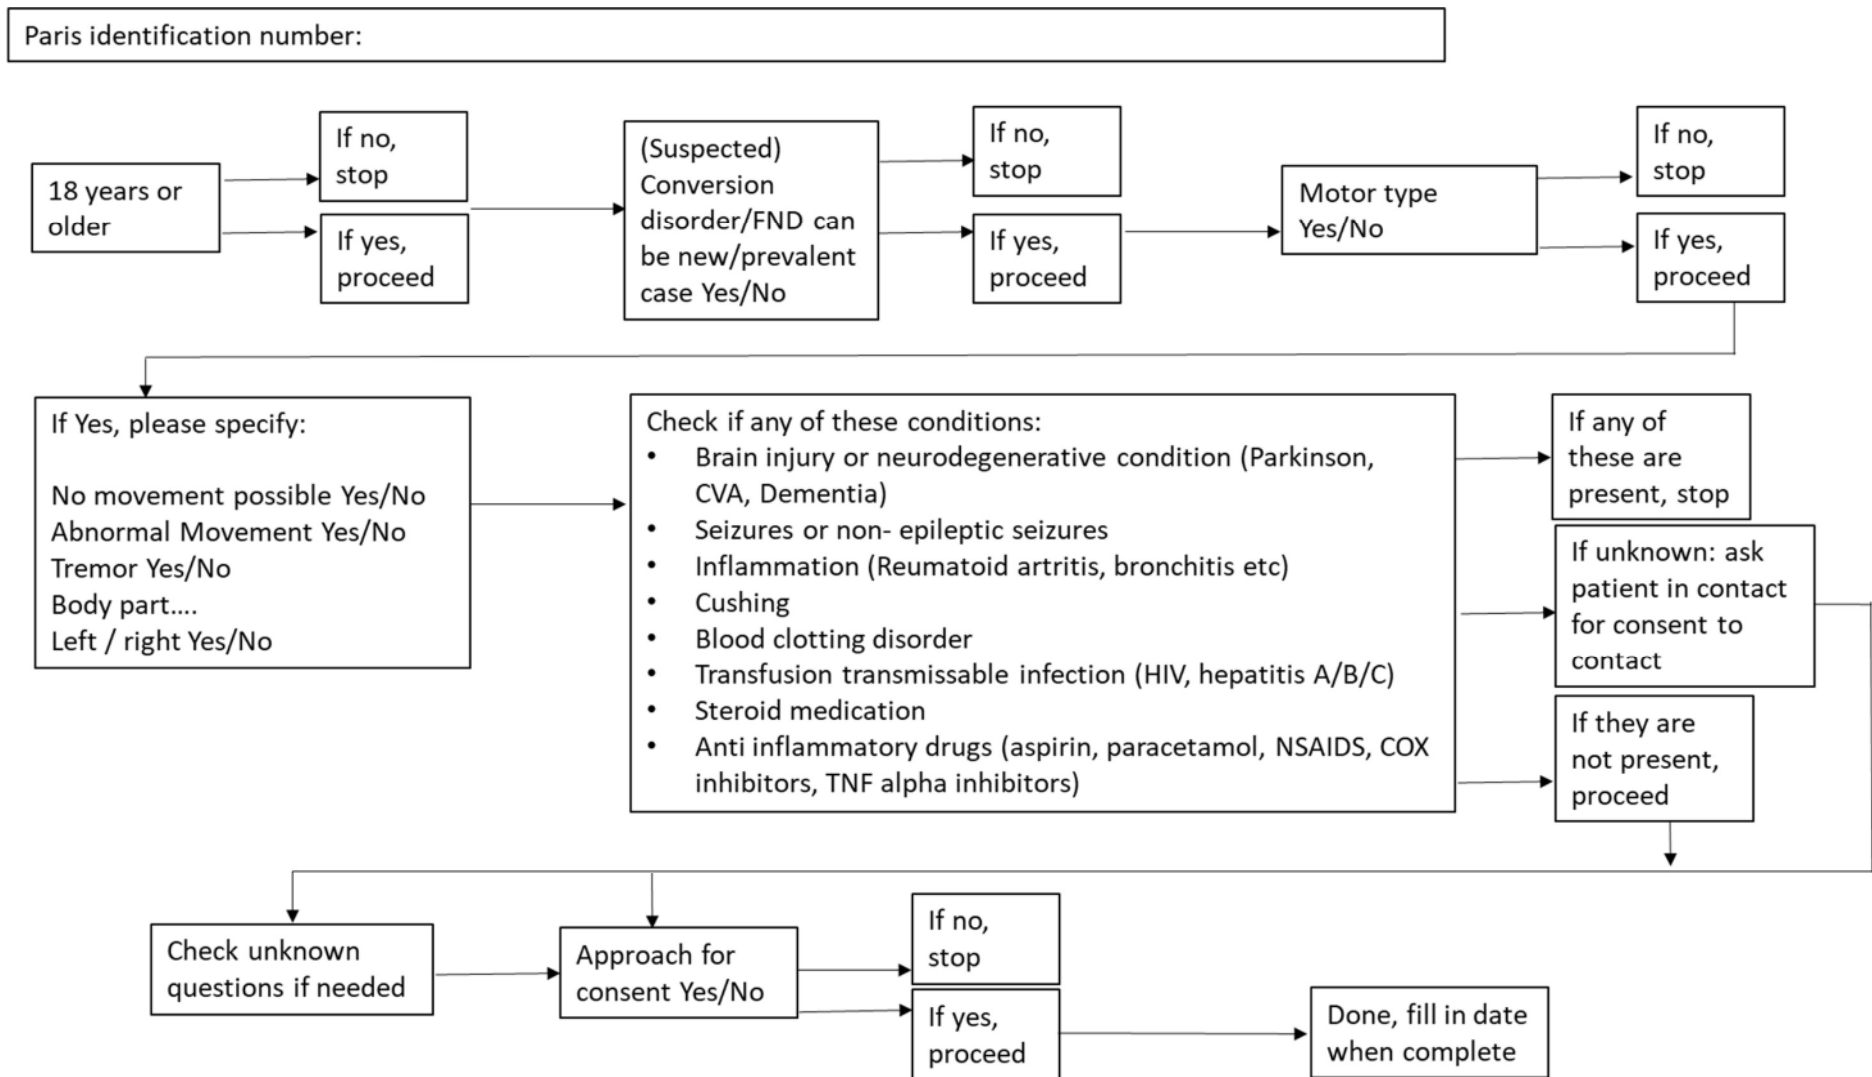 Paris identification number:
18 years or
older
If no,
stop
If yes,
proceed
(Suspected)
Conversion
disorder/FND can
be new/prevalent
case Yes/No
If no,
stop
If yes,
proceed
Motor type
Yes/No
If no,
stop
If yes,
proceed
If Yes, please specify:
No movement possible Yes/No
Abnormal Movement Yes/No
Tremor Yes/No
Body part....
Left / right Yes/No
Check if any of these conditions:
• Brain injury or neurodegenerative condition (Parkinson,
CVA, Dementia)
• Seizures or non- epileptic seizures
• Inflammation (Reumatoid artritis, bronchitis etc)
• Cushing
• Blood clotting disorder
• Transfusion transmissable infection (HIV, hepatitis A/B/C)
• Steroid medication
• Anti inflammatory drugs (aspirin, paracetamol, NSAIDS, COX
inhibitors, TNF alpha inhibitors)
If any of
these are
present, stop
If unknown: ask
patient in contact
for consent to
contact
If they are
not present,
proceed
Check unknown
questions if needed
Approach for
consent Yes/No
If no,
stop
If yes,
proceed
Done, fill in date
when complete